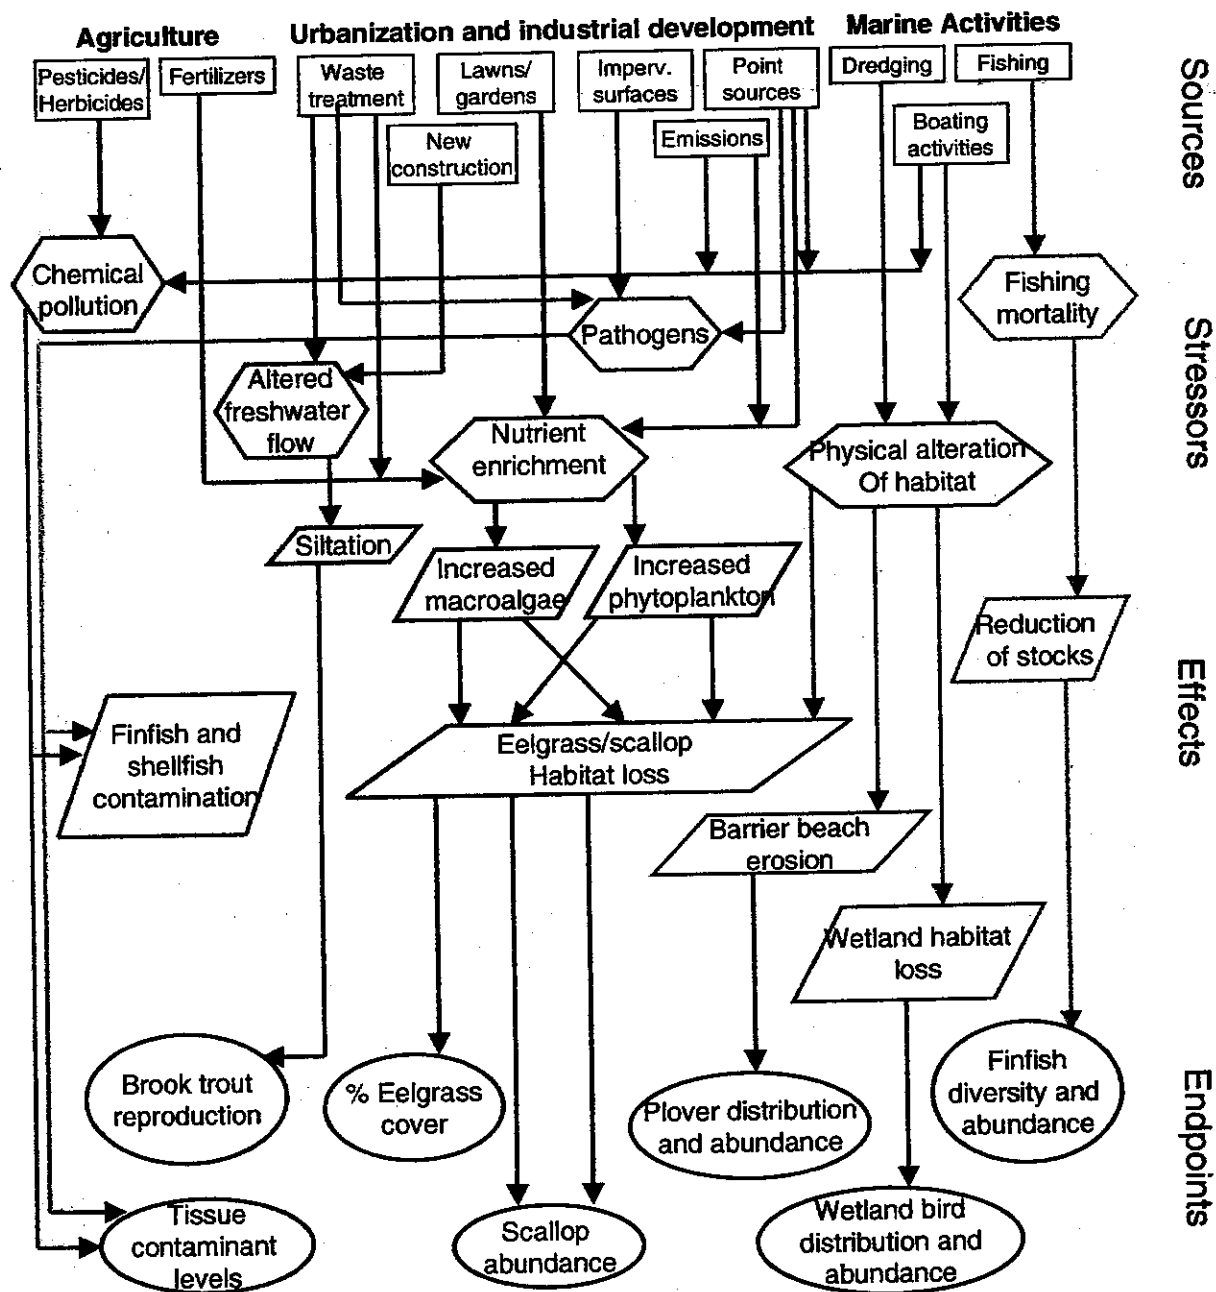 Agriculture
Urbanization and industrial development
Marine Activities
Pesticides/
Herbicides
Fertilizers
Waste
treatment
Lawns/
gardens
Imperv.
surfaces
Point
sources
Dredging
Fishing
New
construction
Emissions
Boating
activities
Sources
Chemical
pollution
Pathogens
Fishing
mortality
Altered
freshwater
flow
Nutrient
enrichment
Physical alteration
Of habitat
Stressors
Siltation
Increased
macroalgae
Increased
phytoplankton
Reduction
of stocks
Finfish and
shellfish
contamination
Eelgrass/scallop
Habitat loss
Barrier beach
erosion
Wetland habitat
loss
Effects
Brook trout
reproduction
% Eelgrass
cover
Plover distribution
and abundance
Finfish
diversity and
abundance
Tissue
contaminant
levels
Scallop
abundance
Wetland bird
distribution and
abundance
Endpoints